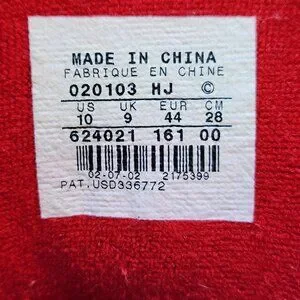 MADE IN CHINA
FABRIQUE EN CHINE
020103 HJ ©
US UK EUR CM
10 9 44 28
624021 161 00
02-07-02 2175399
PAT.USD336772